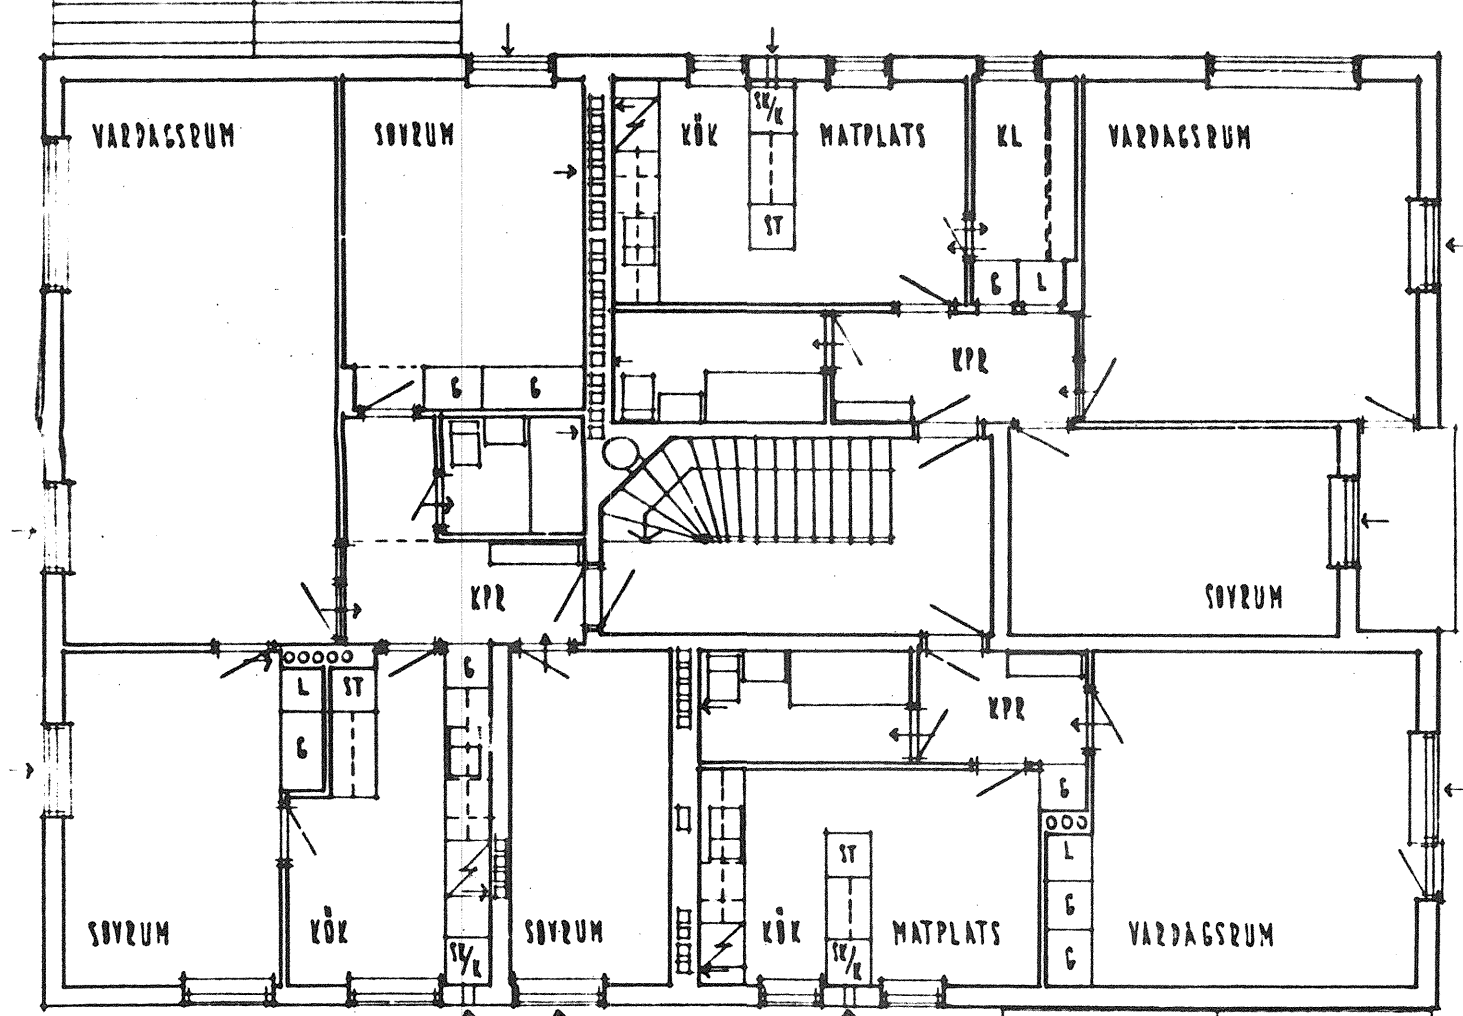 VARDAGSRUM
SOVRUM
KÖK
SK/K
MATPLATS
KL
VARDAGSRUM
ST
G
L
KPR
G
G
KPR
SOVRUM
G
L
ST
G
KPR
G
L
ST
G
G
SOVRUM
KÖK
SK/K
SOVRUM
KÖK
SK/K
MATPLATS
VARDAGSRUM